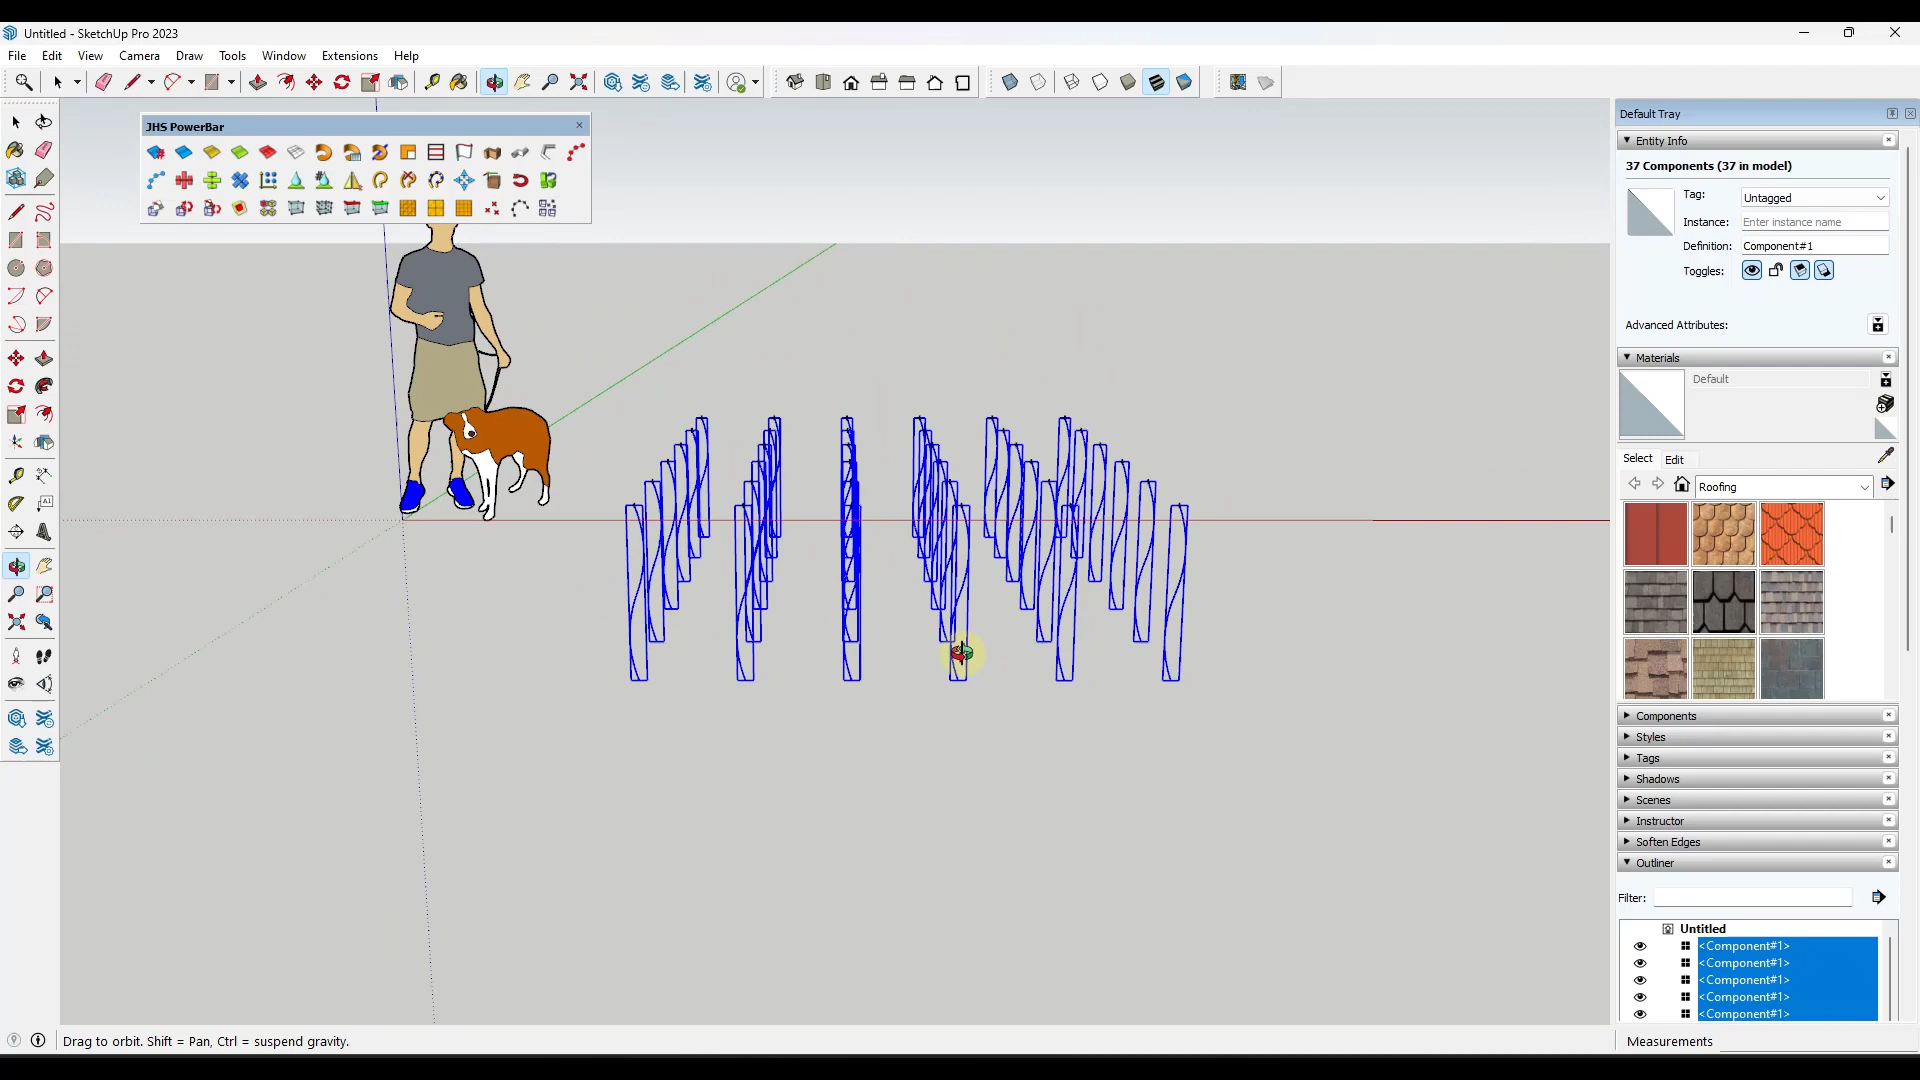 Untitled - SketchUp Pro 2023
File Edit View Camera Draw Tools Window Extensions Help
JHS PowerBar
Default Tray
Entity Info
37 Components (37 in model)
Tag: Untagged
Instance: Enter instance name
Definition: Component#1
Toggles:
Advanced Attributes:
Materials
Default
Select Edit
Roofing
Components
Styles
Tags
Shadows
Scenes
Instructor
Soften Edges
Outliner
Filter:
Untitled
<Component#1>
<Component#1>
<Component#1>
<Component#1>
<Component#1>
Drag to orbit. Shift = Pan, Ctrl = suspend gravity.
Measurements